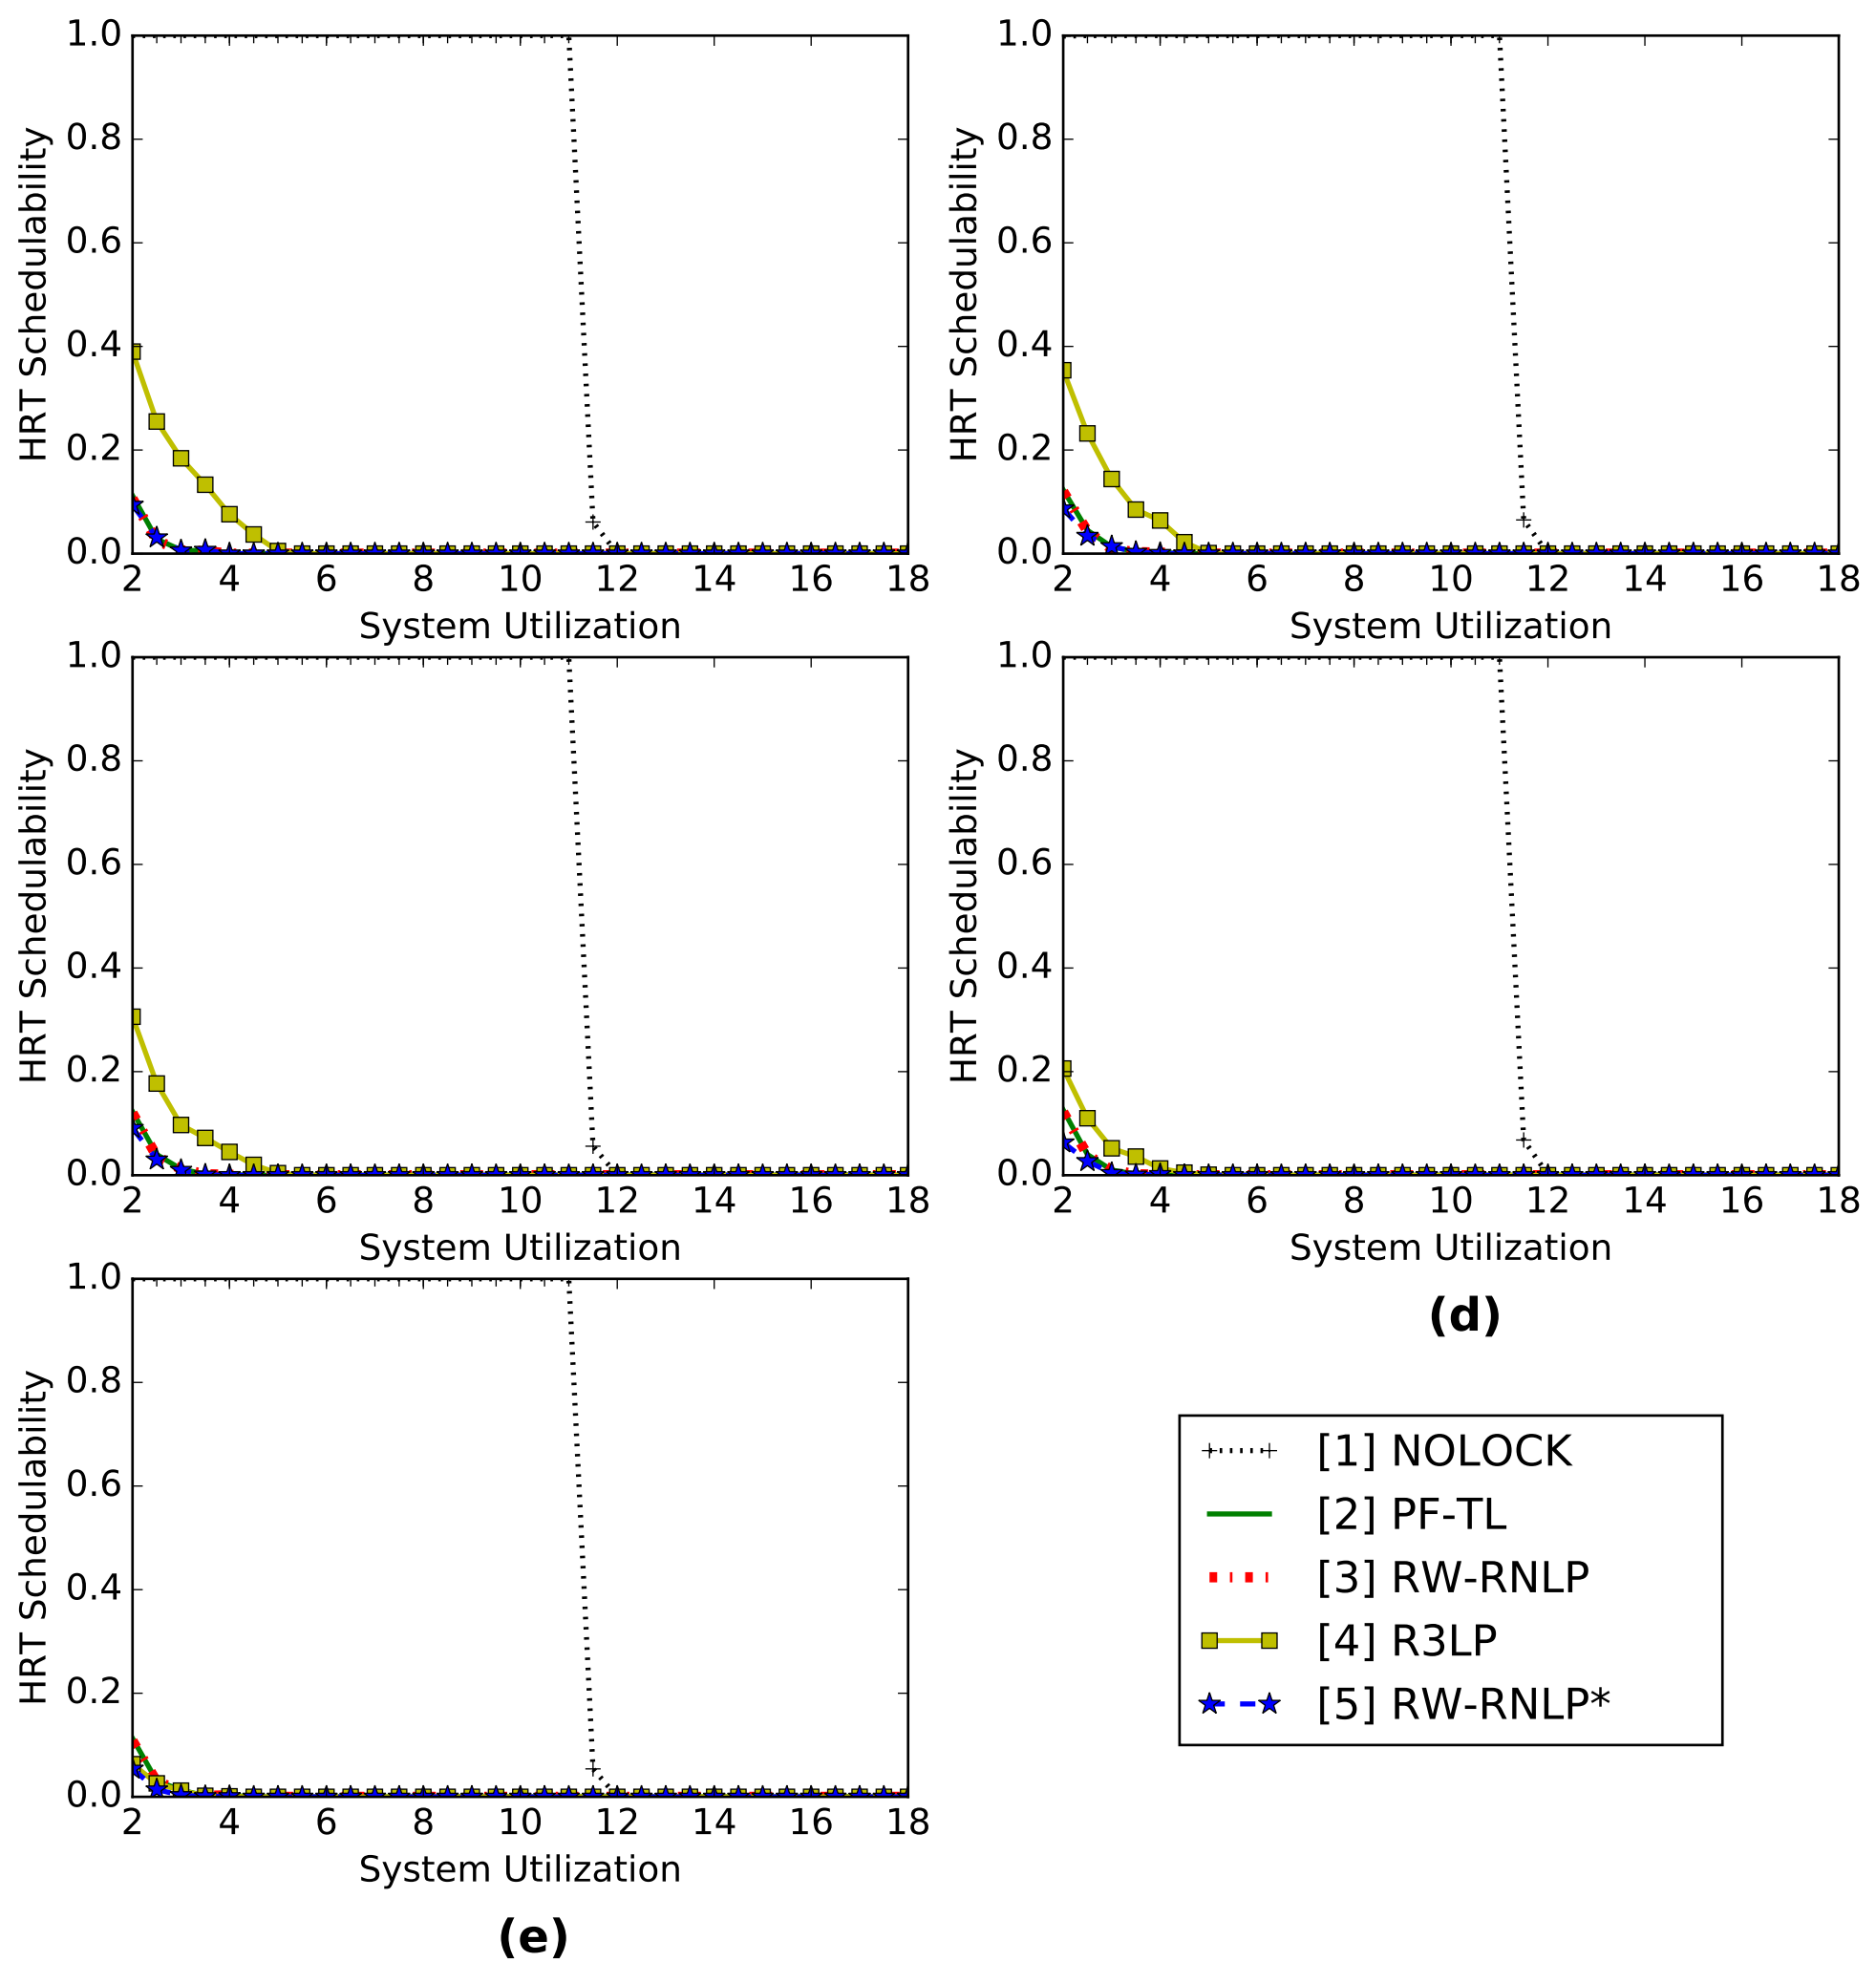 1.0
0.8
0.6
0.4
0.2
0.0
HRT Schedulability
2 4 6 8 10 12 14 16 18
System Utilization
1.0
0.8
0.6
0.4
0.2
0.0
HRT Schedulability
2 4 6 8 10 12 14 16 18
System Utilization
1.0
0.8
0.6
0.4
0.2
0.0
HRT Schedulability
2 4 6 8 10 12 14 16 18
System Utilization
1.0
0.8
0.6
0.4
0.2
0.0
HRT Schedulability
2 4 6 8 10 12 14 16 18
System Utilization
(d)
1.0
0.8
0.6
0.4
0.2
0.0
HRT Schedulability
2 4 6 8 10 12 14 16 18
System Utilization
(e)
[1] NOLOCK
[2] PF-TL
[3] RW-RNLP
[4] R3LP
[5] RW-RNLP*